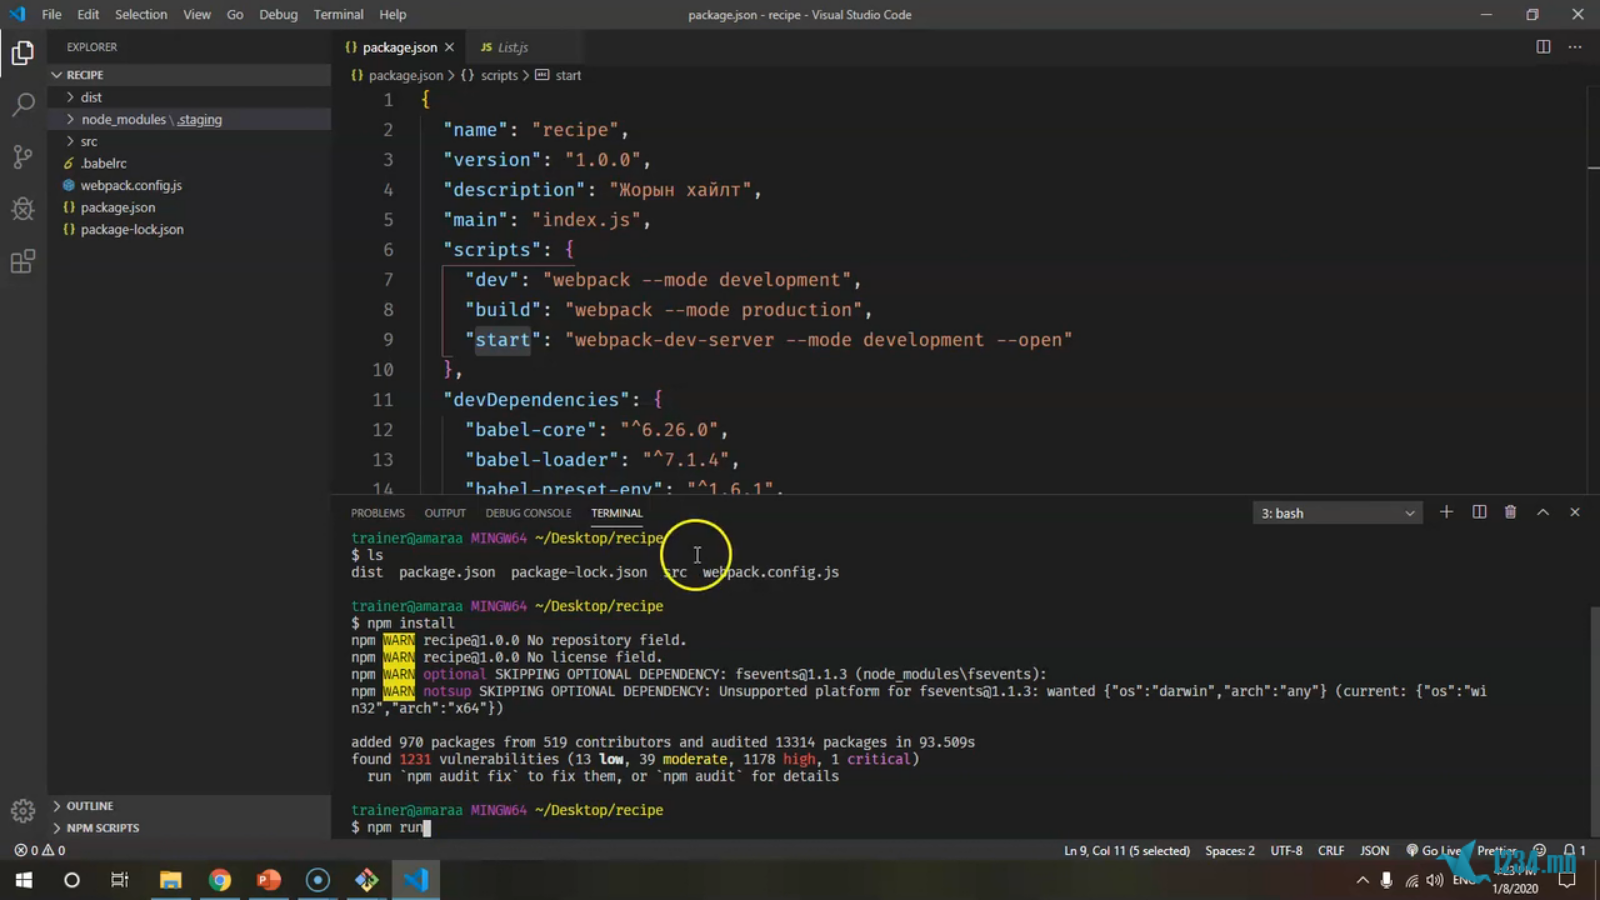 File Edit Selection View Go Debug Terminal Help
package.json - recipe - Visual Studio Code
EXPLORER
RECIPE
dist
node_modules \ .staging
src
.babelrc
webpack.config.js
package.json
package-lock.json
OUTLINE
NPM SCRIPTS
package.json
JS List.js
package.json > {} scripts > start
1 {
2 "name": "recipe",
3 "version": "1.0.0",
4 "description": "Жорын хайлт",
5 "main": "index.js",
6 "scripts": {
7 "dev": "webpack --mode development",
8 "build": "webpack --mode production",
9 "start": "webpack-dev-server --mode development --open"
10 },
11 "devDependencies": {
12 "babel-core": "^6.26.0",
13 "babel-loader": "^7.1.4",
14 "babel-preset-env": "^1.6.1",
PROBLEMS OUTPUT DEBUG CONSOLE TERMINAL
3: bash
trainer@amaraa MINGW64 ~/Desktop/recipe
$ ls
dist package.json package-lock.json src webpack.config.js
trainer@amaraa MINGW64 ~/Desktop/recipe
$ npm install
npm WARN recipe@1.0.0 No repository field.
npm WARN recipe@1.0.0 No license field.
npm WARN optional SKIPPING OPTIONAL DEPENDENCY: fsevents@1.1.3 (node_modules\fsevents):
npm WARN notsup SKIPPING OPTIONAL DEPENDENCY: Unsupported platform for fsevents@1.1.3: wanted {"os":"darwin","arch":"any"} (current: {"os":"wi
n32","arch":"x64"})
added 970 packages from 519 contributors and audited 13314 packages in 93.509s
found 1231 vulnerabilities (13 low, 39 moderate, 1178 high, 1 critical)
run `npm audit fix` to fix them, or `npm audit` for details
trainer@amaraa MINGW64 ~/Desktop/recipe
$ npm run
0 0
Ln 9, Col 11 (5 selected) Spaces: 2 UTF-8 CRLF JSON Go Live Prettier 1
1234.mn
1/8/2020